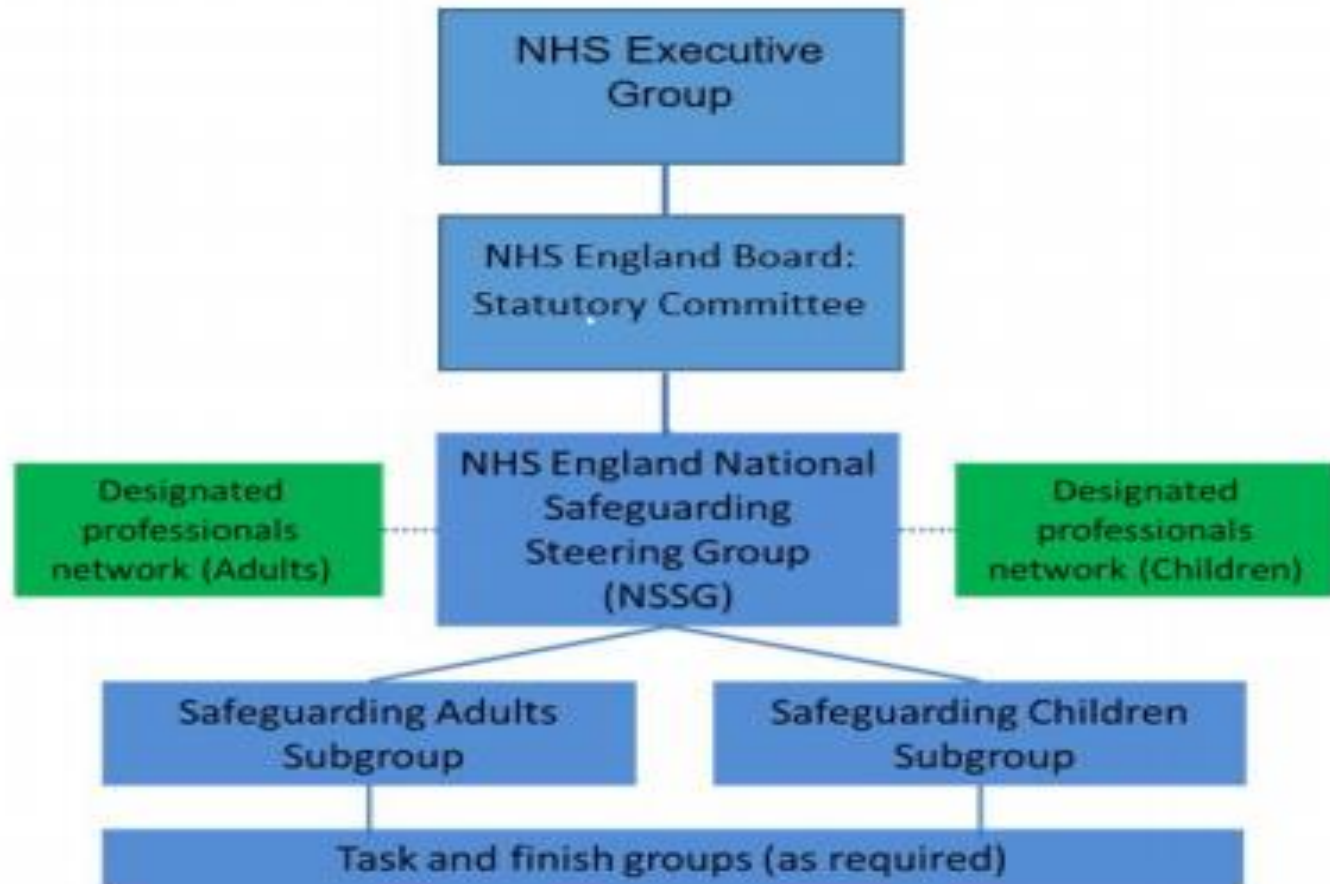 NHS Executive
Group
NHS England Board:
Statutory Committee
NHS England National
Safeguarding
Steering Group
(NSSG)
Designated
professionals
network (Adults)
Designated
professionals
network (Children)
Safeguarding Adults
Subgroup
Safeguarding Children
Subgroup
Task and finish groups (as required)